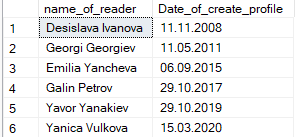 name_of_reader Date_of_create_profile
1 Desislava Ivanova 11.11.2008
2 Georgi Georgiev 11.05.2011
3 Emilia Yancheva 06.09.2015
4 Galin Petrov 29.10.2017
5 Yavor Yanakiev 29.10.2019
6 Yanica Vulkova 15.03.2020